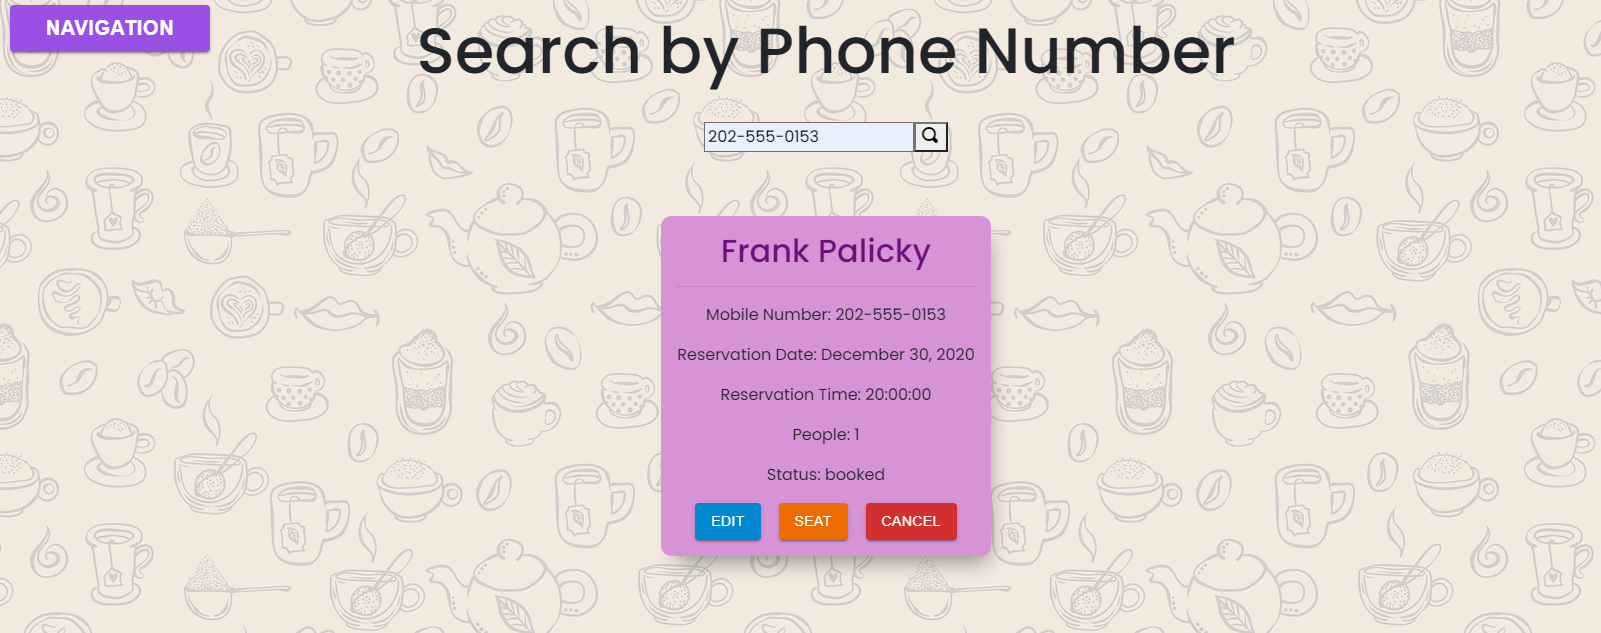 NAVIGATION
Search by Phone Number
202-555-0153
Frank Palicky
Mobile Number: 202-555-0153
Reservation Date: December 30, 2020
Reservation Time: 20:00:00
People: 1
Status: booked
EDIT SEAT CANCEL